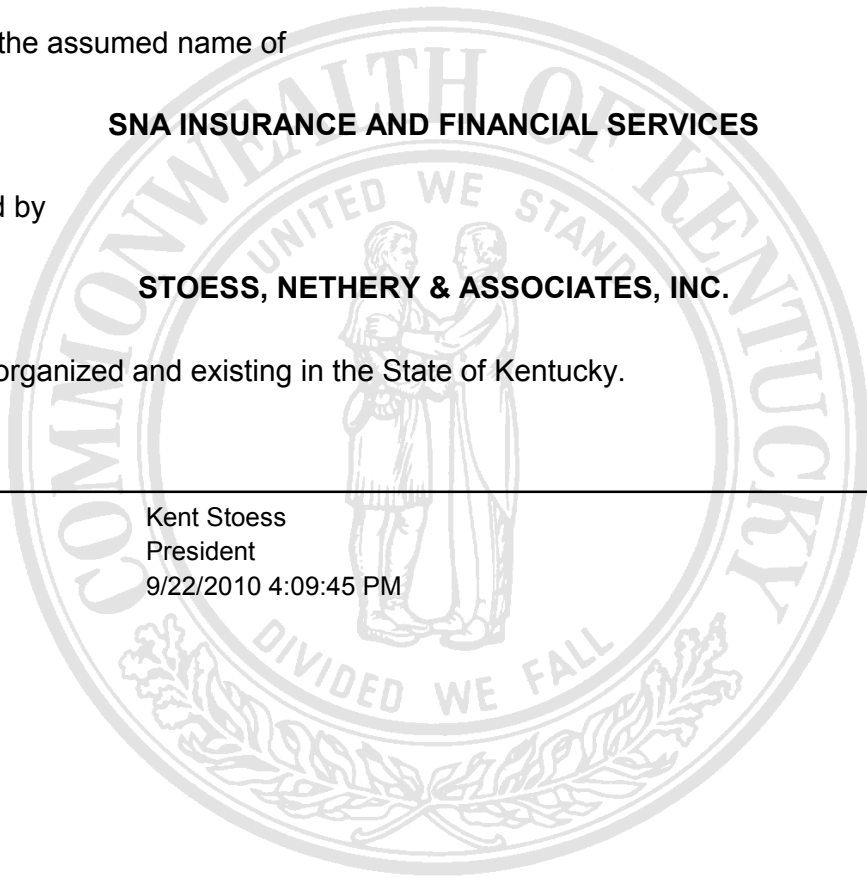 the assumed name of
SNA INSURANCE AND FINANCIAL SERVICES
d by
STOESS, NETHERY & ASSOCIATES, INC.
organized and existing in the State of Kentucky.
Kent Stoess
President
9/22/2010 4:09:45 PM
COMMONWEALTH OF KENTUCKY
UNITED WE STAND
DIVIDED WE FALL